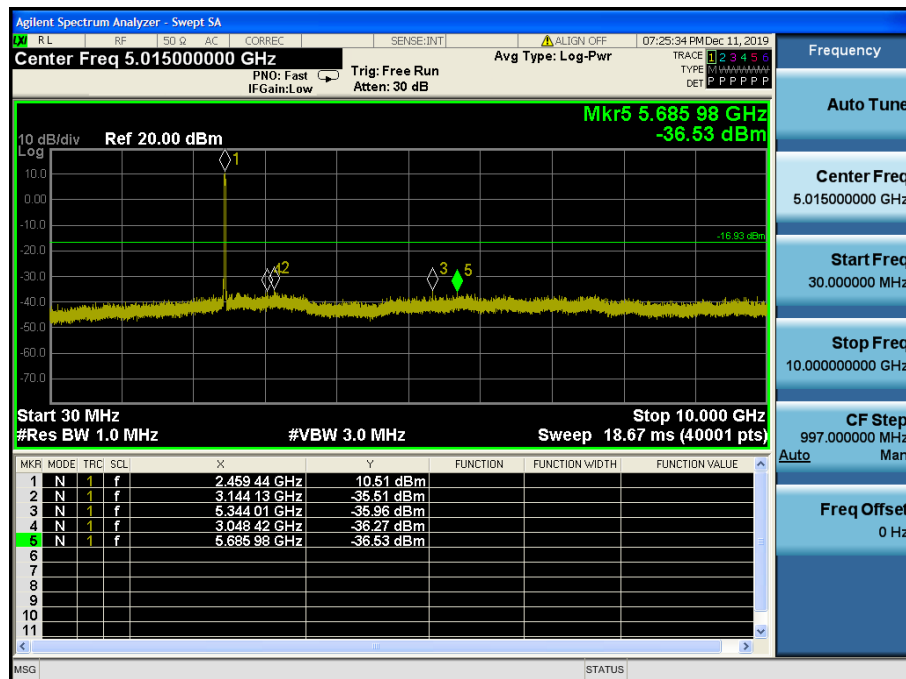 Agilent Spectrum Analyzer - Swept SA
LXI RL RF 50 Ω AC CORREC SENSE:INT ALIGN OFF 07:25:34 PM Dec 11, 2019
Center Freq 5.015000000 GHz
PNO: Fast
IFGain:Low
Trig: Free Run
Atten: 30 dB
Avg Type: Log-Pwr
TRACE 1 2 3 4 5 6
TYPE MWWWWW
DET P P P P P P
Mkr5 5.685 98 GHz
-36.53 dBm
10 dB/div Ref 20.00 dBm
Log
1
10.0
0.00
-10.0
-16.93 dBm
-20.0
42 3 5
-30.0
-40.0
-50.0
-60.0
-70.0
Start 30 MHz Stop 10.000 GHz
#Res BW 1.0 MHz #VBW 3.0 MHz Sweep 18.67 ms (40001 pts)
MKR MODE TRC SCL X Y FUNCTION FUNCTION WIDTH FUNCTION VALUE
1 N 1 f 2.459 44 GHz 10.51 dBm
2 N 1 f 3.144 13 GHz -35.51 dBm
3 N 1 f 5.344 01 GHz -35.96 dBm
4 N 1 f 3.048 42 GHz -36.27 dBm
5 N 1 f 5.685 98 GHz -36.53 dBm
6
7
8
9
10
11
MSG STATUS
Frequency
Auto Tune
Center Freq
5.015000000 GHz
Start Freq
30.000000 MHz
Stop Freq
10.000000000 GHz
CF Step
997.000000 MHz
Auto Man
Freq Offset
0 Hz